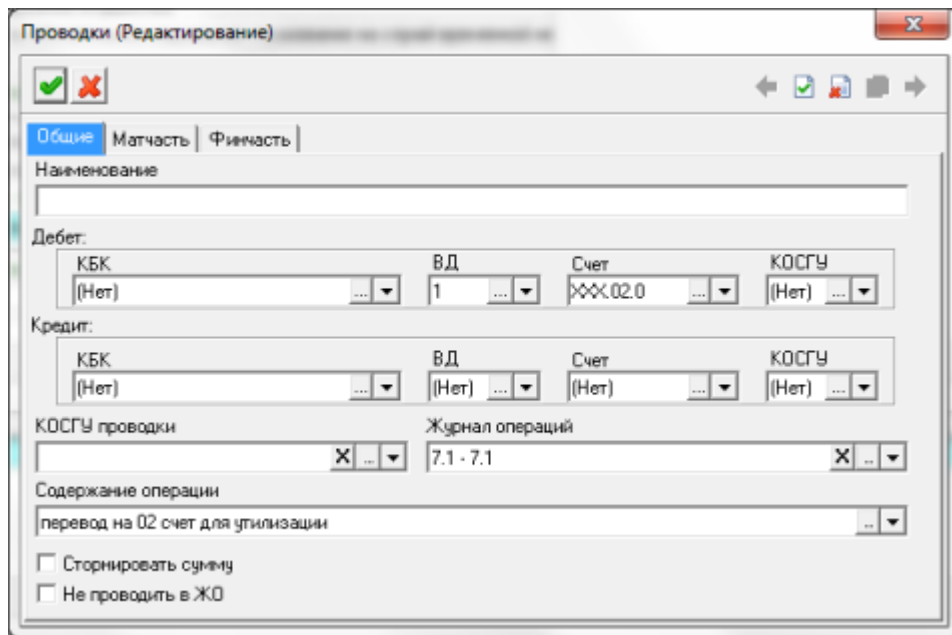 Проводки (Редактирование)
Общие Матчасть Финчасть
Наименование
Дебет:
КБК ВД Счет КОСГУ
(Нет) ... 1 ... XXX.02.0 ... (Нет) ...
Кредит:
КБК ВД Счет КОСГУ
(Нет) ... (Нет) ... (Нет) ... (Нет) ...
КОСГУ проводки Журнал операций
X ... 7.1 - 7.1 X ...
Содержание операции
перевод на 02 счет для утилизации ...
Сторнировать сумму
Не проводить в ЖО